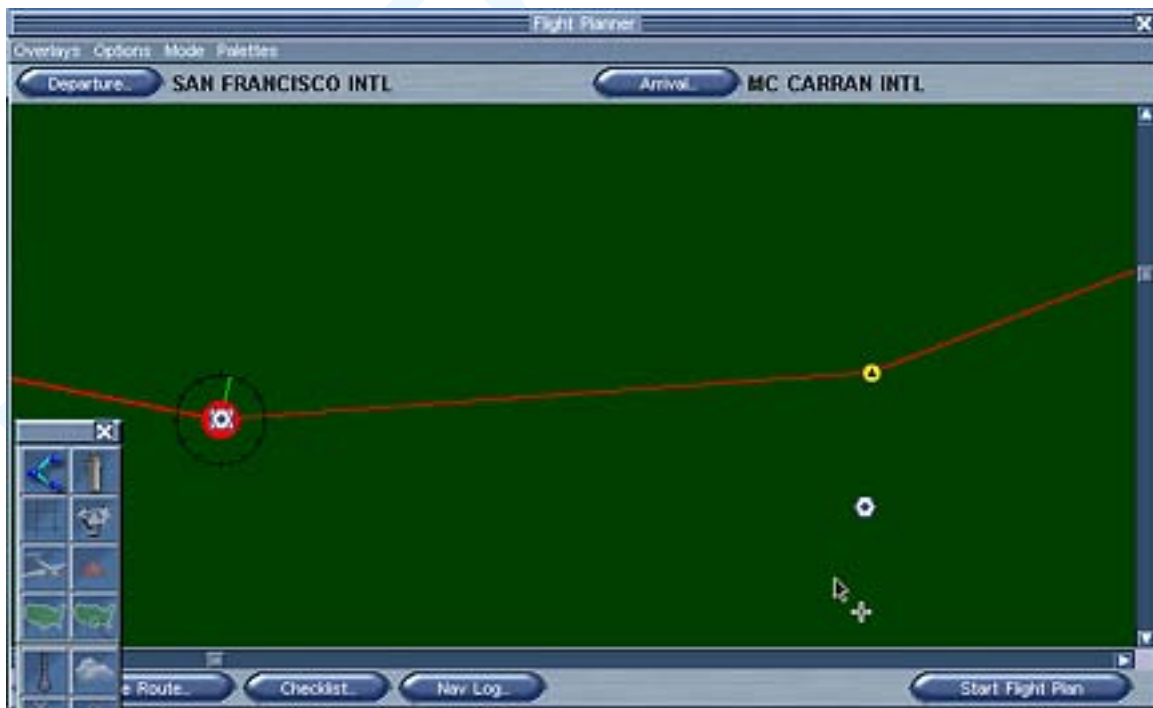 Flight Planner
Overlays Options Mode Palettes
Departure... SAN FRANCISCO INTL Arrival... MC CARRAN INTL
e Route... Checklist... Nav Log... Start Flight Plan